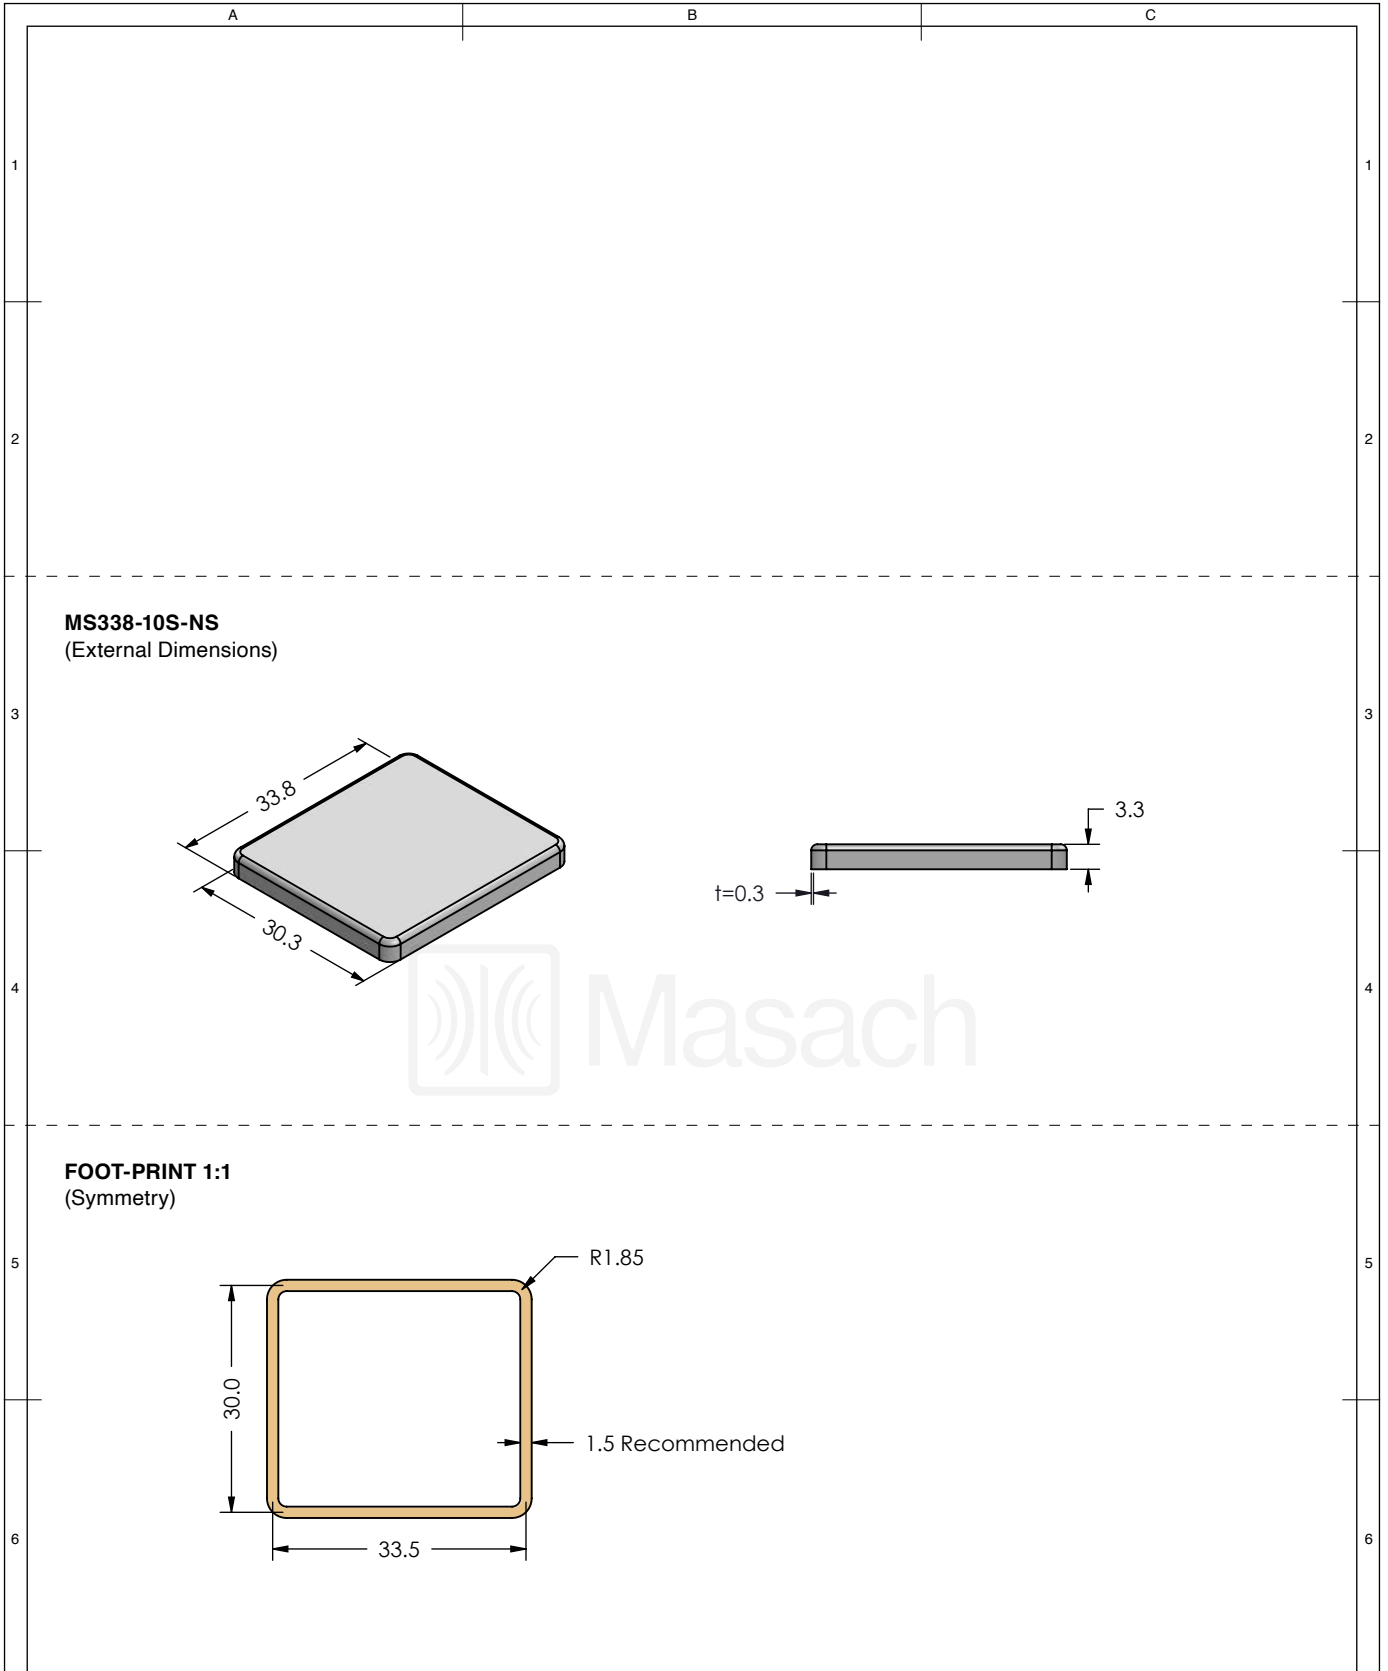 A B C
1 1
2 2
MS338-10S-NS
(External Dimensions)
3 3
33.8
3.3
t=0.3
30.3
4 4
Masach
FOOT-PRINT 1:1
(Symmetry)
5 5
R1.85
30.0
1.5 Recommended
6 6
33.5